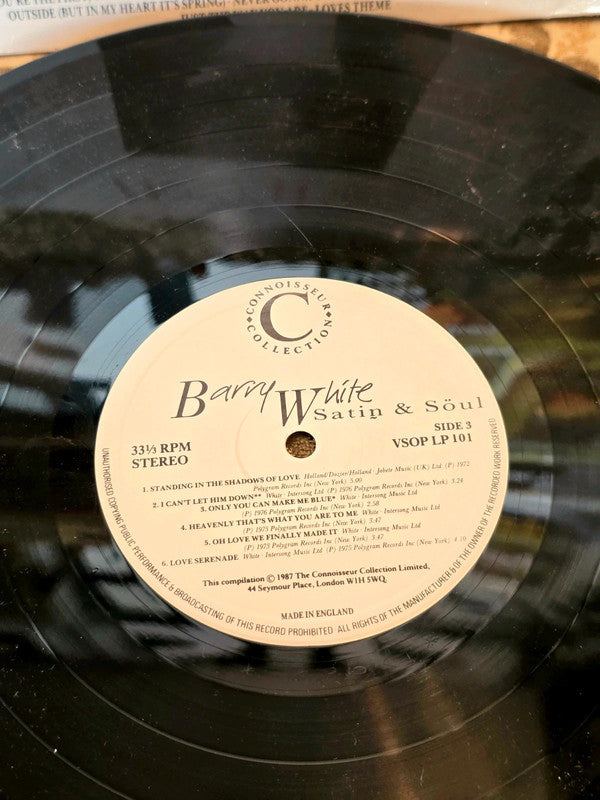 OUTSIDE (BUT IN MY HEART IT'S SPRING) · NEVER
LOVES THEME
CONNOISSEUR
C
COLLECTION
Barry White
Satin & Söul
33⅓ RPM
STEREO
SIDE 3
VSOP LP 101
1. STANDING IN THE SHADOWS OF LOVE Holland/Dozier/Holland · Jobete Music (UK) Ltd (P) 1972
Polygram Records Inc (New York) 3.00
2. I CAN'T LET HIM DOWN** White · Intersong Ltd (P) 1976 Polygram Records Inc (New York) 3.24
3. ONLY YOU CAN MAKE ME BLUE* White · Intersong Music Ltd
(P) 1976 Polygram Records Inc (New York) 2.58
4. HEAVENLY THAT'S WHAT YOU ARE TO ME White · Intersong Music Ltd
(P) 1975 Polygram Records Inc (New York) 3.42
5. OH LOVE WE FINALLY MADE IT White · Intersong Music Ltd
(P) 1973 Polygram Records Inc (New York) 3.47
6. LOVE SERENADE White · Intersong Music Ltd (P) 1975 Polygram Records Inc (New York) 4.10
This compilation © 1987 The Connoisseur Collection Limited,
44 Seymour Place, London W1H 5WQ.
MADE IN ENGLAND
UNAUTHORISED COPYING PUBLIC PERFORMANCE & BROADCASTING OF THIS RECORD PROHIBITED ALL RIGHTS OF THE MANUFACTURER & OF THE OWNER OF THE RECORDED WORK RESERVED